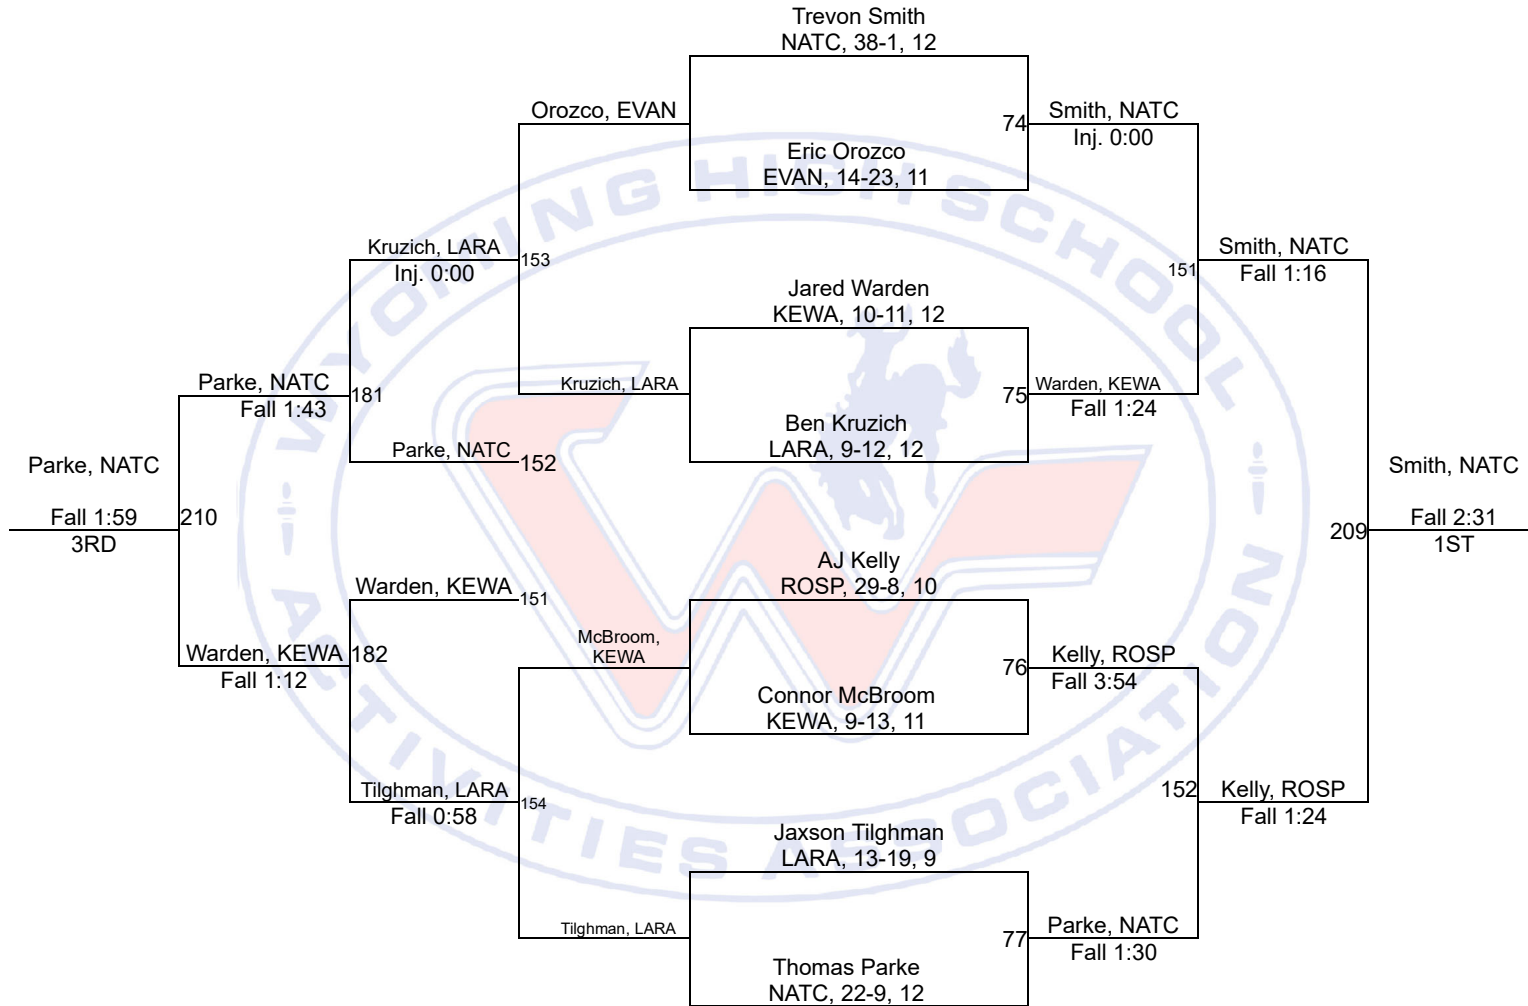 Trevon Smith
NATC, 38-1, 12
Orozco, EVAN
74
Smith, NATC
Inj. 0:00
Eric Orozco
EVAN, 14-23, 11
WYOMING HIGH SCHOOL
ACTIVITIES ASSOCIATION
Kruzich, LARA
Inj. 0:00
153
151
Smith, NATC
Fall 1:16
Jared Warden
KEWA, 10-11, 12
Parke, NATC
Fall 1:43
181
Kruzich, LARA
75
Warden, KEWA
Fall 1:24
Ben Kruzich
LARA, 9-12, 12
Parke, NATC
152
Parke, NATC
Fall 1:59
3RD
210
209
Smith, NATC
Fall 2:31
1ST
AJ Kelly
ROSP, 29-8, 10
Warden, KEWA
151
McBroom,
KEWA
Warden, KEWA
Fall 1:12
182
76
Kelly, ROSP
Fall 3:54
Connor McBroom
KEWA, 9-13, 11
Tilghman, LARA
Fall 0:58
154
152
Kelly, ROSP
Fall 1:24
Jaxson Tilghman
LARA, 13-19, 9
Tilghman, LARA
77
Parke, NATC
Fall 1:30
Thomas Parke
NATC, 22-9, 12